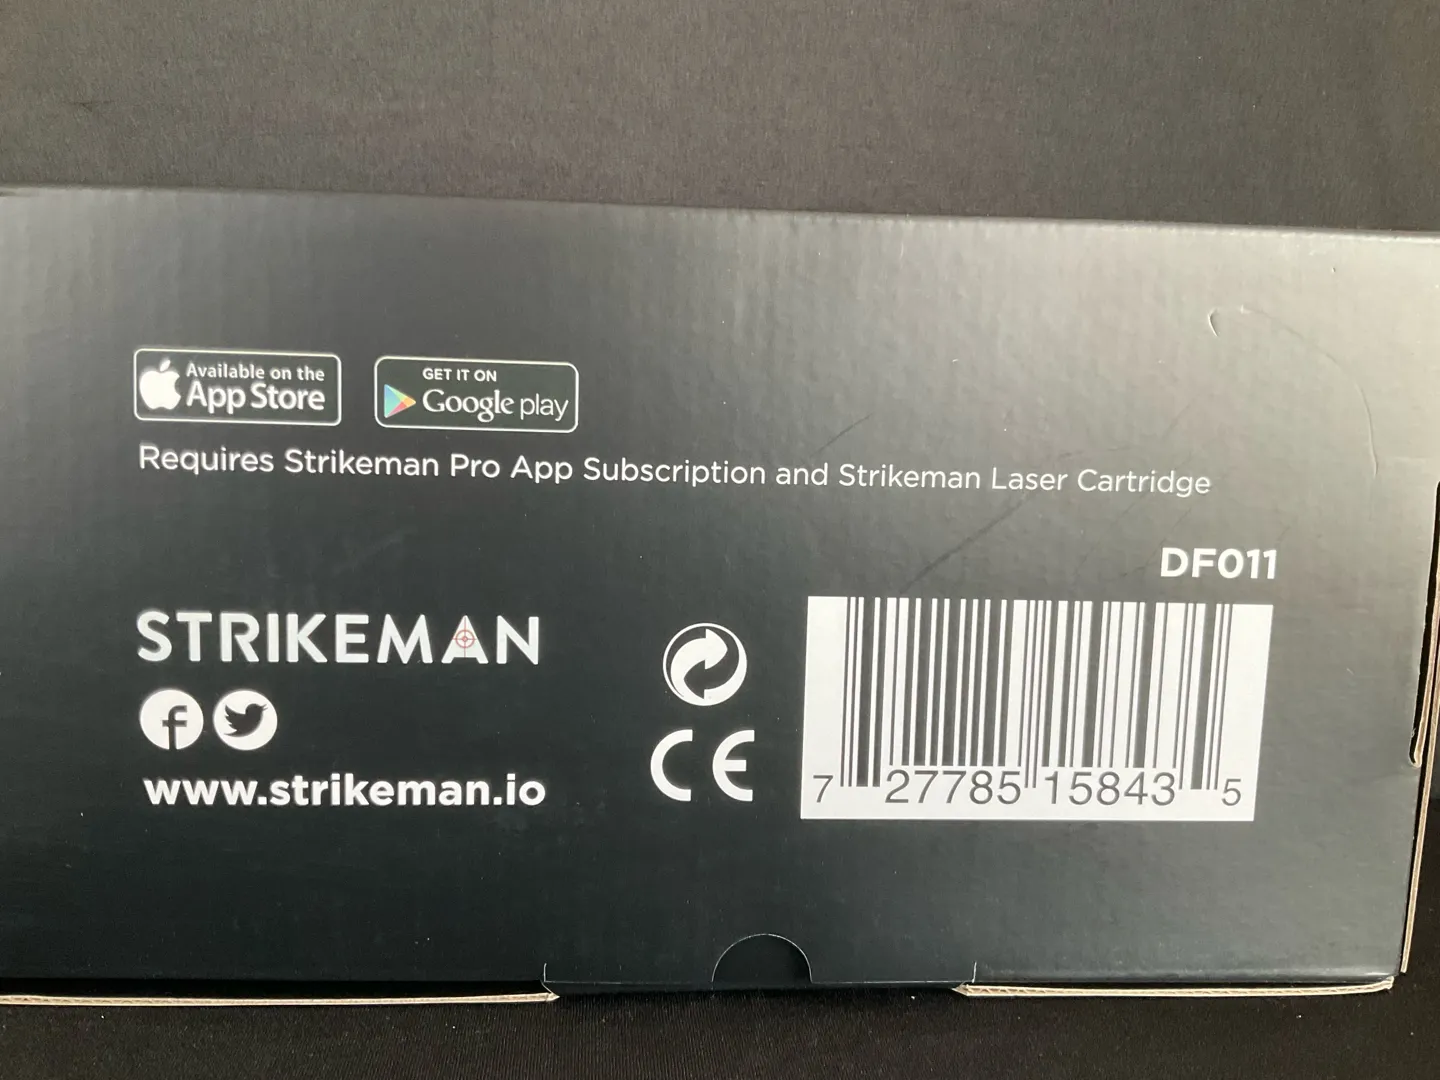 Available on the
App Store
GET IT ON
Google play
Requires Strikeman Pro App Subscription and Strikeman Laser Cartridge
DF011
STRIKEMAN
www.strikeman.io
CE
7 27785 15843 5